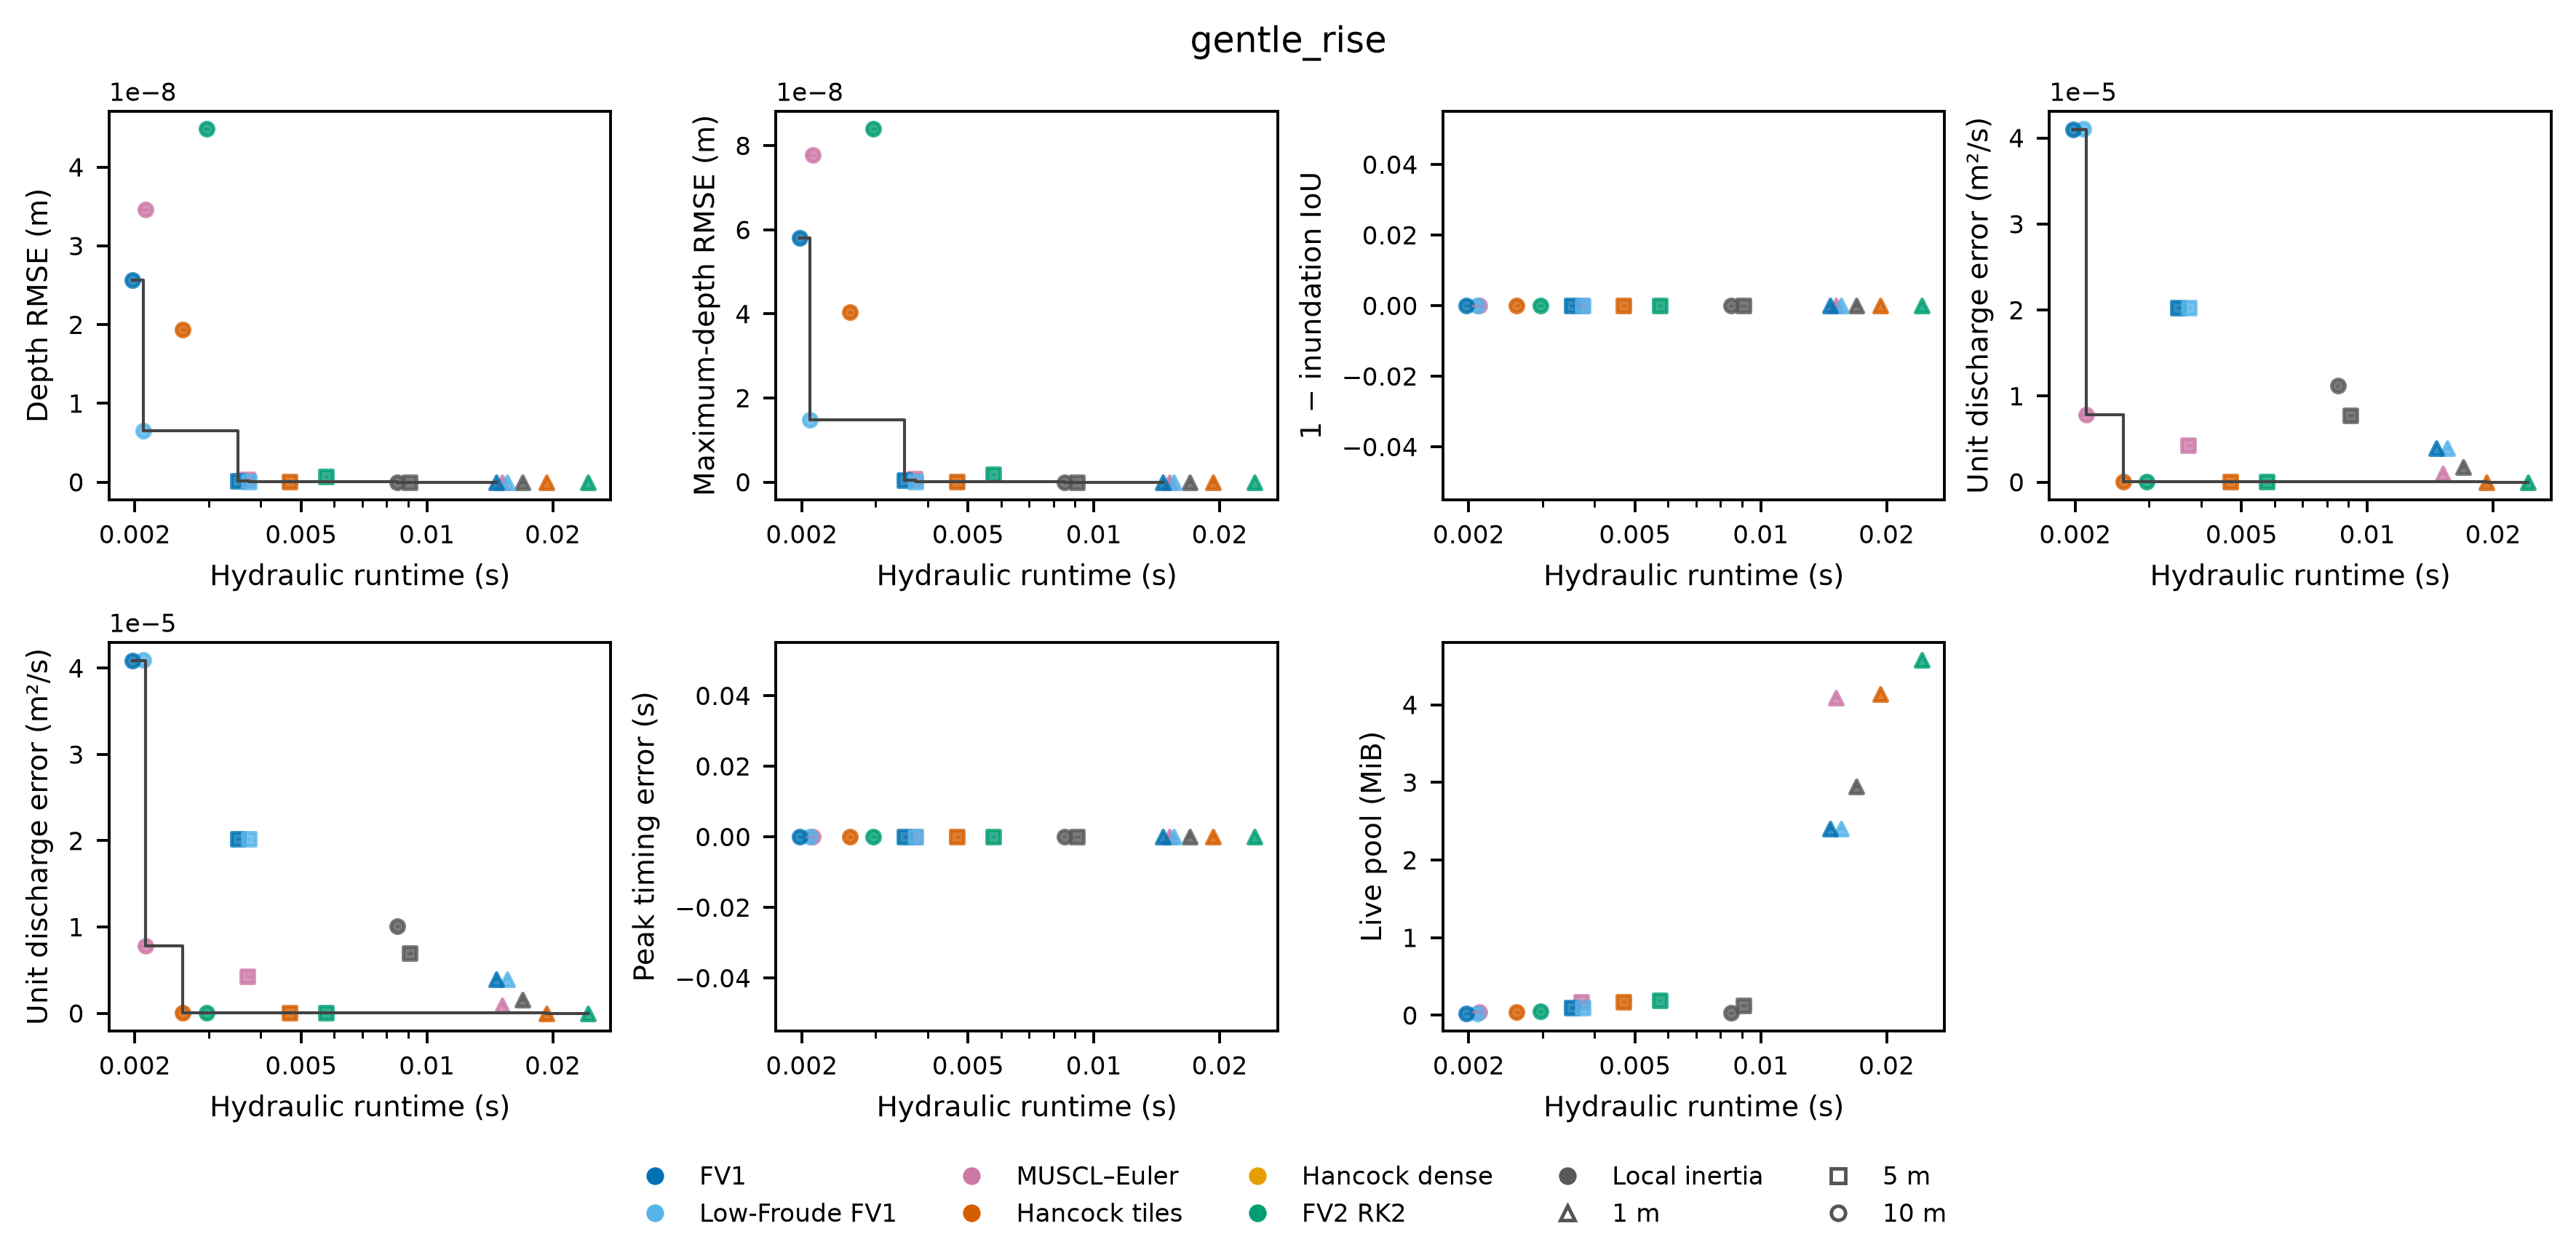 gentle_rise
1e−8
Depth RMSE (m)
4
3
2
1
0
0.002
0.005
0.01
0.02
Hydraulic runtime (s)
1e−8
Maximum-depth RMSE (m)
8
6
4
2
0
0.002
0.005
0.01
0.02
Hydraulic runtime (s)
1 − inundation IoU
0.04
0.02
0.00
−0.02
−0.04
0.002
0.005
0.01
0.02
Hydraulic runtime (s)
1e−5
Unit discharge error (m²/s)
4
3
2
1
0
0.002
0.005
0.01
0.02
Hydraulic runtime (s)
1e−5
Unit discharge error (m²/s)
4
3
2
1
0
0.002
0.005
0.01
0.02
Hydraulic runtime (s)
Peak timing error (s)
0.04
0.02
0.00
−0.02
−0.04
0.002
0.005
0.01
0.02
Hydraulic runtime (s)
Live pool (MiB)
4
3
2
1
0
0.002
0.005
0.01
0.02
Hydraulic runtime (s)
FV1
Low-Froude FV1
MUSCL–Euler
Hancock tiles
Hancock dense
FV2 RK2
Local inertia
1 m
5 m
10 m